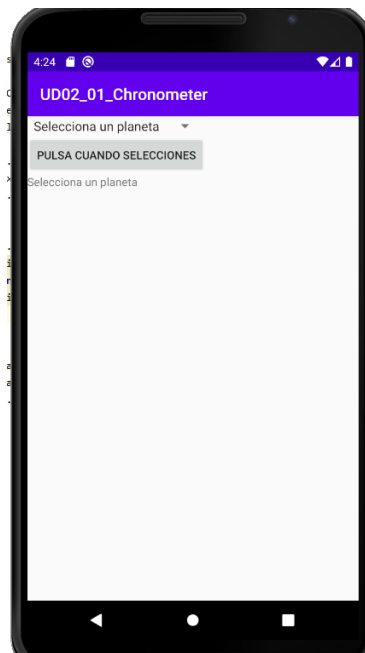 4:24
UD02_01_Chronometer
Selecciona un planeta
PULSA CUANDO SELECCIONES
Selecciona un planeta